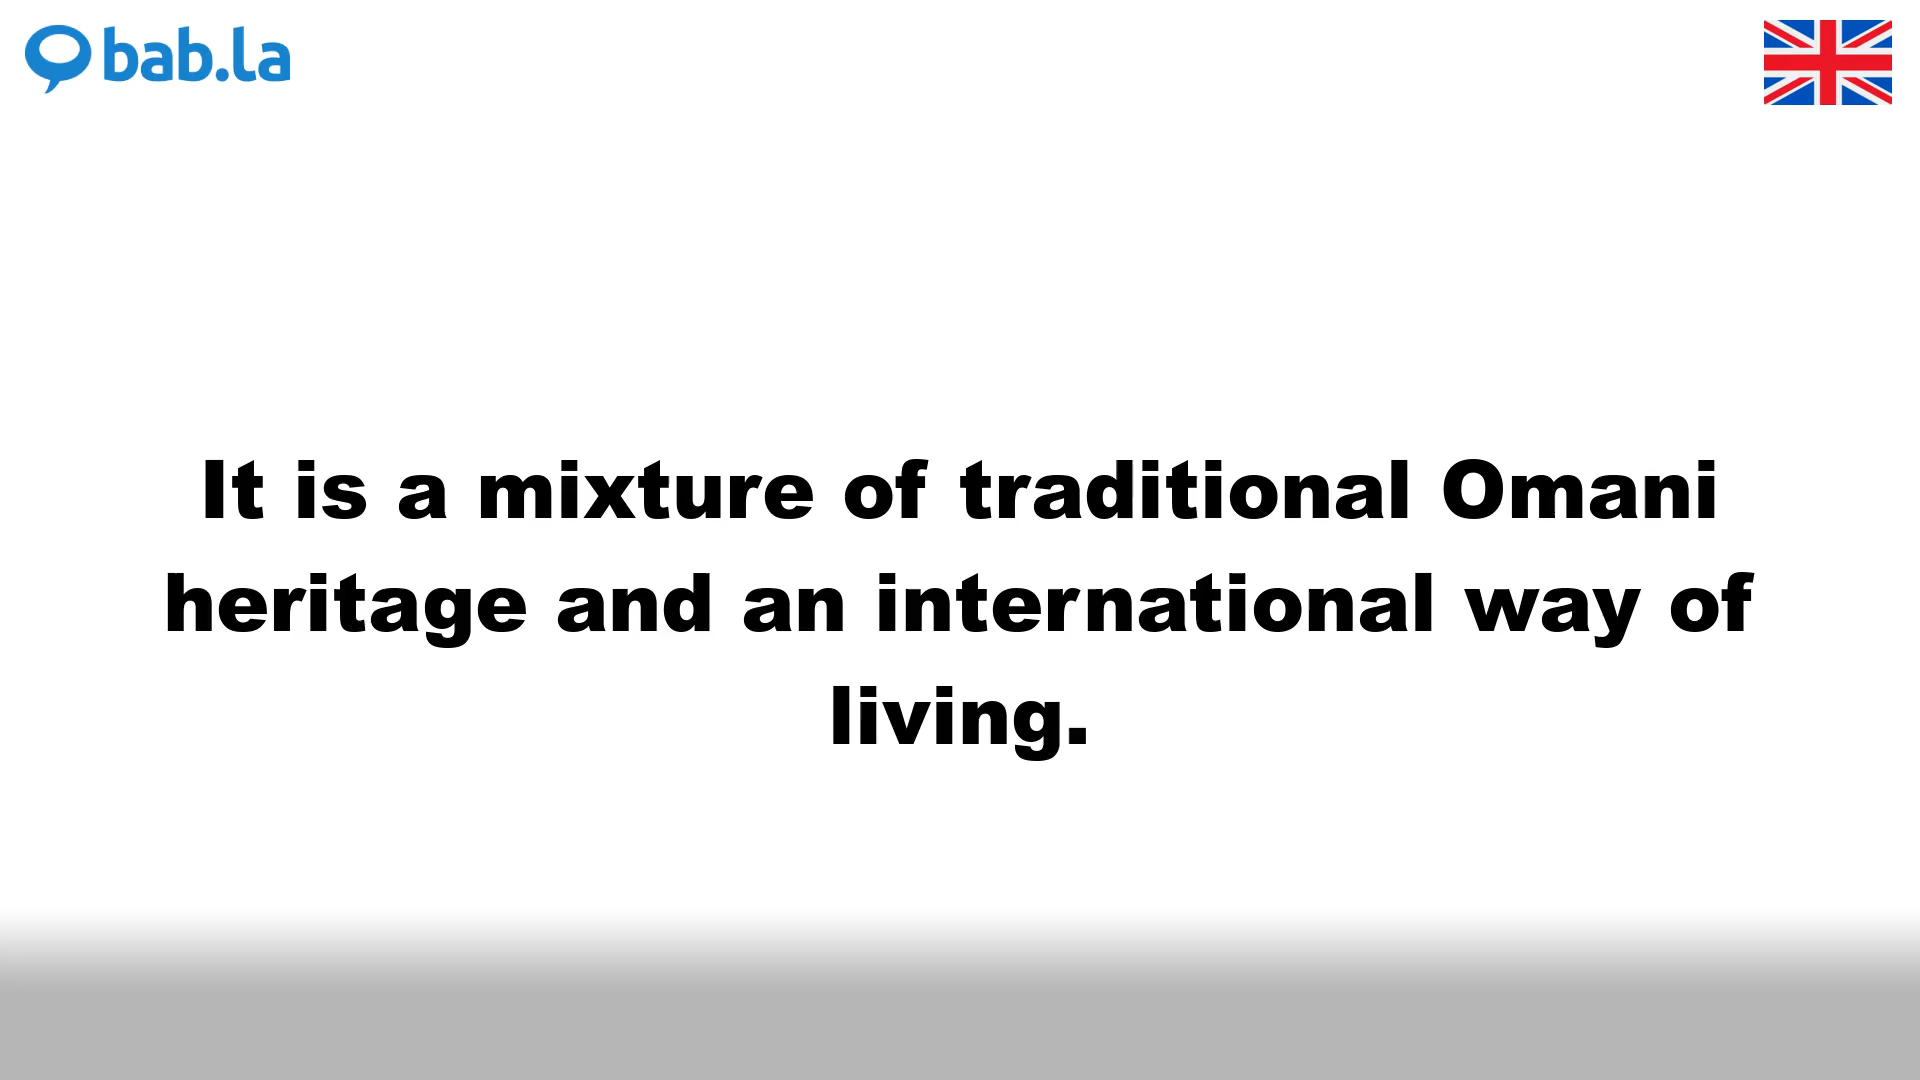 bab.la
It is a mixture of traditional Omani
heritage and an international way of
living.